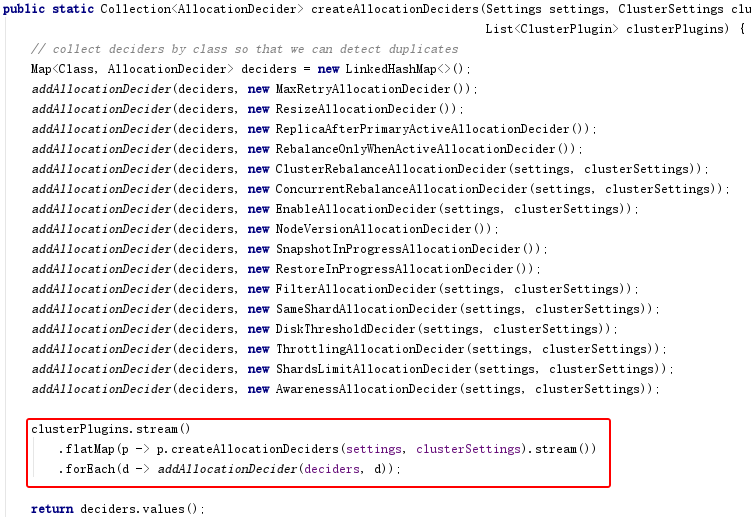 public static Collection<AllocationDecider> createAllocationDeciders(Settings settings, ClusterSettings clu
List<ClusterPlugin> clusterPlugins) {
// collect deciders by class so that we can detect duplicates
Map<Class, AllocationDecider> deciders = new LinkedHashMap<>();
addAllocationDecider(deciders, new MaxRetryAllocationDecider());
addAllocationDecider(deciders, new ResizeAllocationDecider());
addAllocationDecider(deciders, new ReplicaAfterPrimaryActiveAllocationDecider());
addAllocationDecider(deciders, new RebalanceOnlyWhenActiveAllocationDecider());
addAllocationDecider(deciders, new ClusterRebalanceAllocationDecider(settings, clusterSettings));
addAllocationDecider(deciders, new ConcurrentRebalanceAllocationDecider(settings, clusterSettings));
addAllocationDecider(deciders, new EnableAllocationDecider(settings, clusterSettings));
addAllocationDecider(deciders, new NodeVersionAllocationDecider());
addAllocationDecider(deciders, new SnapshotInProgressAllocationDecider());
addAllocationDecider(deciders, new RestoreInProgressAllocationDecider());
addAllocationDecider(deciders, new FilterAllocationDecider(settings, clusterSettings));
addAllocationDecider(deciders, new SameShardAllocationDecider(settings, clusterSettings));
addAllocationDecider(deciders, new DiskThresholdDecider(settings, clusterSettings));
addAllocationDecider(deciders, new ThrottlingAllocationDecider(settings, clusterSettings));
addAllocationDecider(deciders, new ShardsLimitAllocationDecider(settings, clusterSettings));
addAllocationDecider(deciders, new AwarenessAllocationDecider(settings, clusterSettings));
clusterPlugins.stream()
.flatMap(p -> p.createAllocationDeciders(settings, clusterSettings).stream())
.forEach(d -> addAllocationDecider(deciders, d));
return deciders.values();